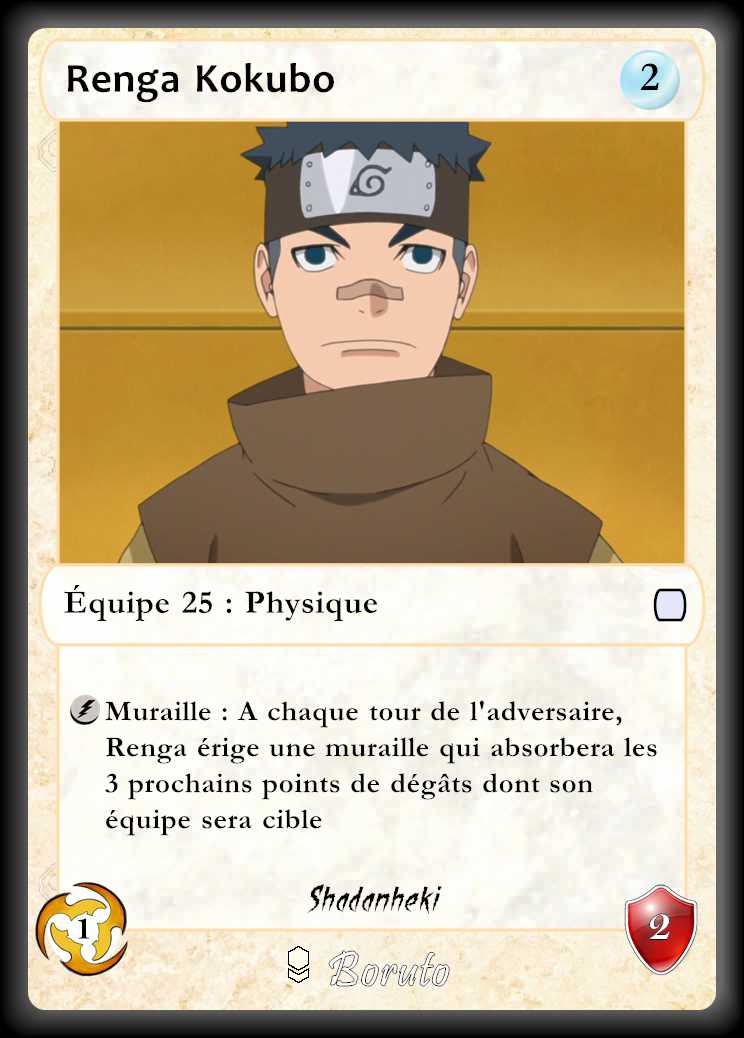 Renga Kokubo
2
Équipe 25 : Physique
Muraille : A chaque tour de l'adversaire,
Renga érige une muraille qui absorbera les
3 prochains points de dégâts dont son
équipe sera cible
Shadanheki
1
2
Boruto